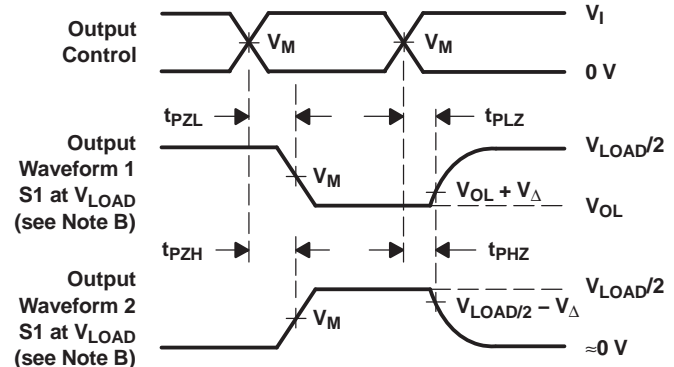 Output
Control
V_M
V_M
V_I
0 V
t_PZL
t_PLZ
Output
Waveform 1
S1 at V_LOAD
(see Note B)
V_M
V_OL + V_Δ
V_LOAD/2
V_OL
t_PZH
t_PHZ
Output
Waveform 2
S1 at V_LOAD
(see Note B)
V_M
V_LOAD/2 – V_Δ
V_LOAD/2
≈0 V